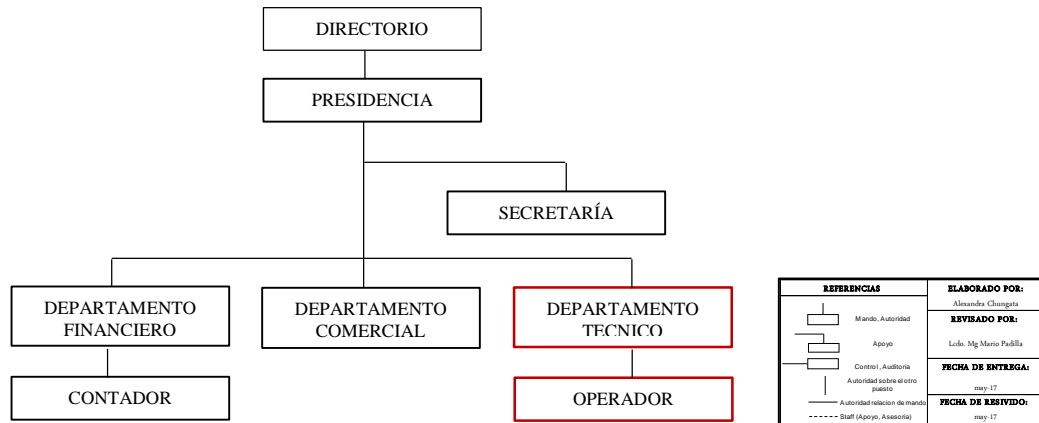 DIRECTORIO
PRESIDENCIA
SECRETARÍA
DEPARTAMENTO
FINANCIERO
DEPARTAMENTO
COMERCIAL
DEPARTAMENTO
TECNICO
CONTADOR
OPERADOR
REFERENCIAS
Mando, Autoridad
Apoyo
Control , Auditoria
Autoridad sobre el otro
puesto
Autoridad relacion de mando
Staff (Apoyo, Asesoria)
ELABORADO POR:
Alexandra Chungata
REVISADO POR:
Lcdo. Mg Mario Padilla
FECHA DE ENTREGA:
may-17
FECHA DE RESIVIDO:
may-17